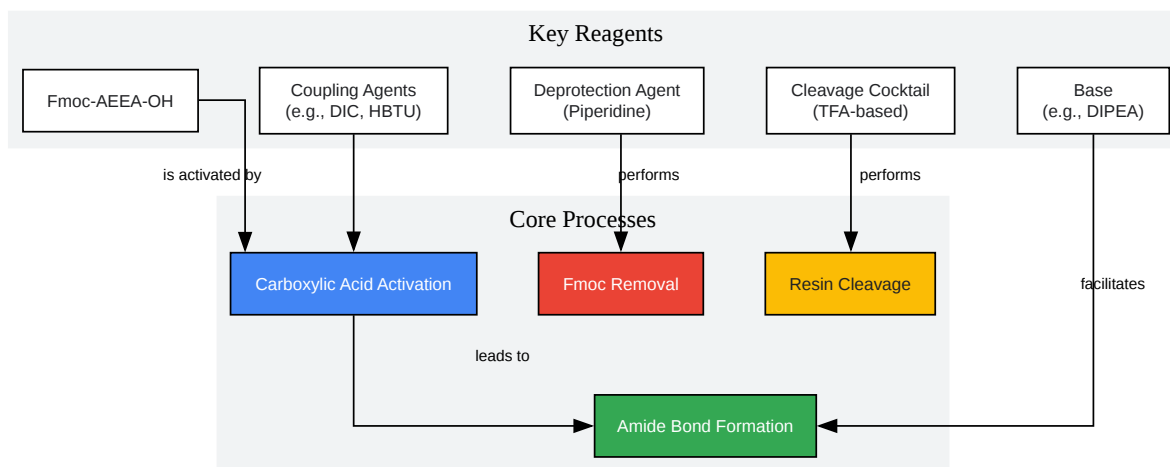 Key Reagents
Fmoc-AEEA-OH
Coupling Agents
(e.g., DIC, HBTU)
Deprotection Agent
(Piperidine)
Cleavage Cocktail
(TFA-based)
Base
(e.g., DIPEA)
is activated by
performs
performs
Core Processes
Carboxylic Acid Activation
Fmoc Removal
Resin Cleavage
facilitates
leads to
Amide Bond Formation